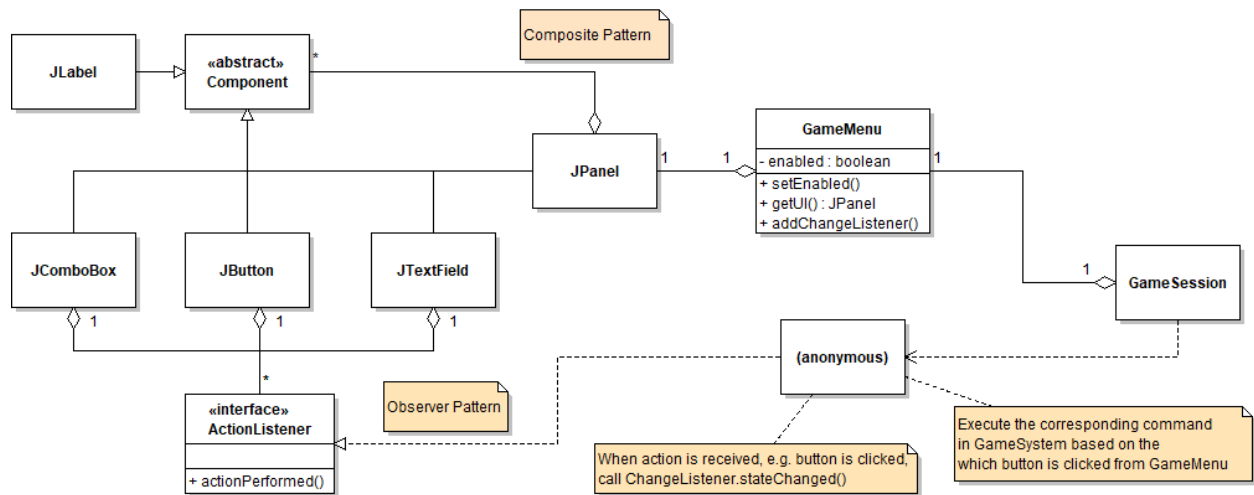 Composite Pattern
JLabel
«abstract»
Component
*
GameMenu
- enabled : boolean
+ setEnabled()
+ getUI() : JPanel
+ addChangeListener()
JPanel
1
1
1
JComboBox
JButton
JTextField
1
GameSession
1
1
1
(anonymous)
*
Observer Pattern
«interface»
ActionListener
+ actionPerformed()
When action is received, e.g. button is clicked,
call ChangeListener.stateChanged()
Execute the corresponding command
in GameSystem based on the
which button is clicked from GameMenu